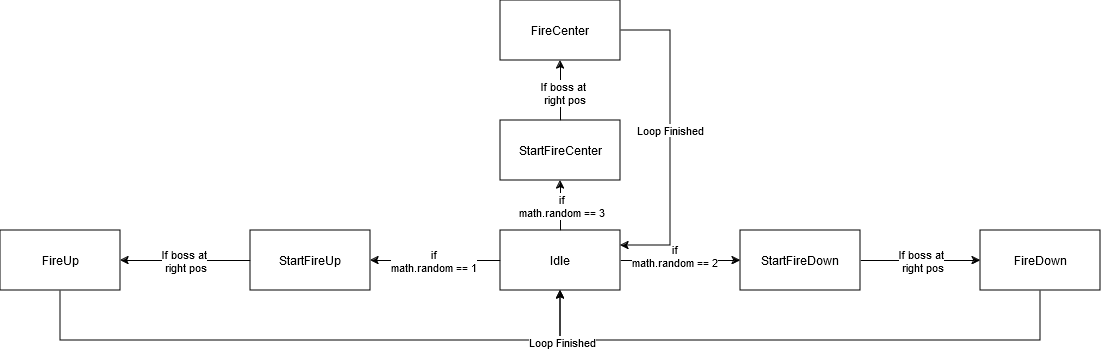 FireCenter
If boss at
right pos
Loop Finished
StartFireCenter
if
math.random == 3
FireUp
If boss at
right pos
StartFireUp
if
math.random == 1
Idle
if
math.random == 2
StartFireDown
If boss at
right pos
FireDown
Loop Finished